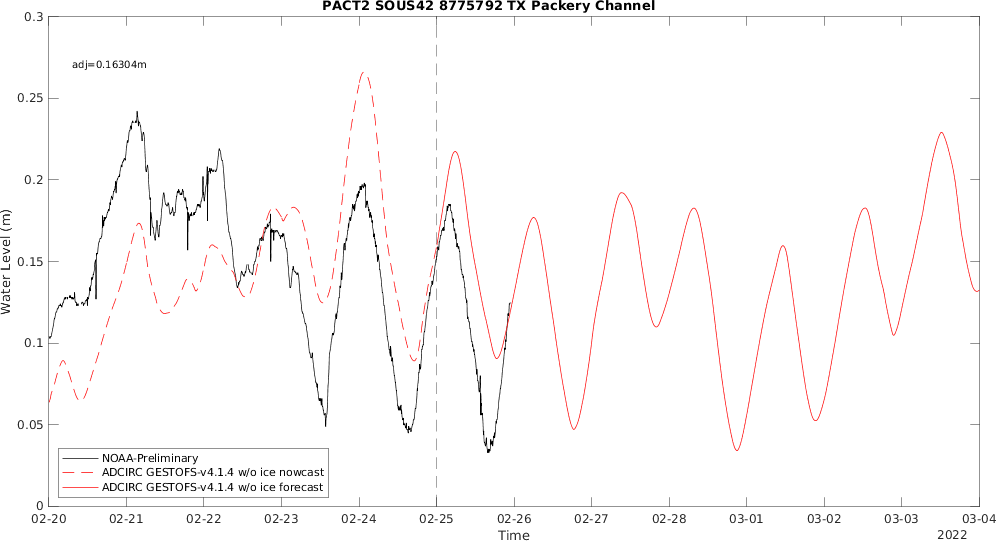 PACT2 SOUS42 8775792 TX Packery Channel
0.3
adj=0.16304m
0.25
0.2
0.15
0.1
0.05
0
Water Level (m)
NOAA-Preliminary
ADCIRC GESTOFS-v4.1.4 w/o ice nowcast
ADCIRC GESTOFS-v4.1.4 w/o ice forecast
02-20 02-21 02-22 02-23 02-24 02-25 02-26 02-27 02-28 03-01 03-02 03-03 03-04
Time
2022